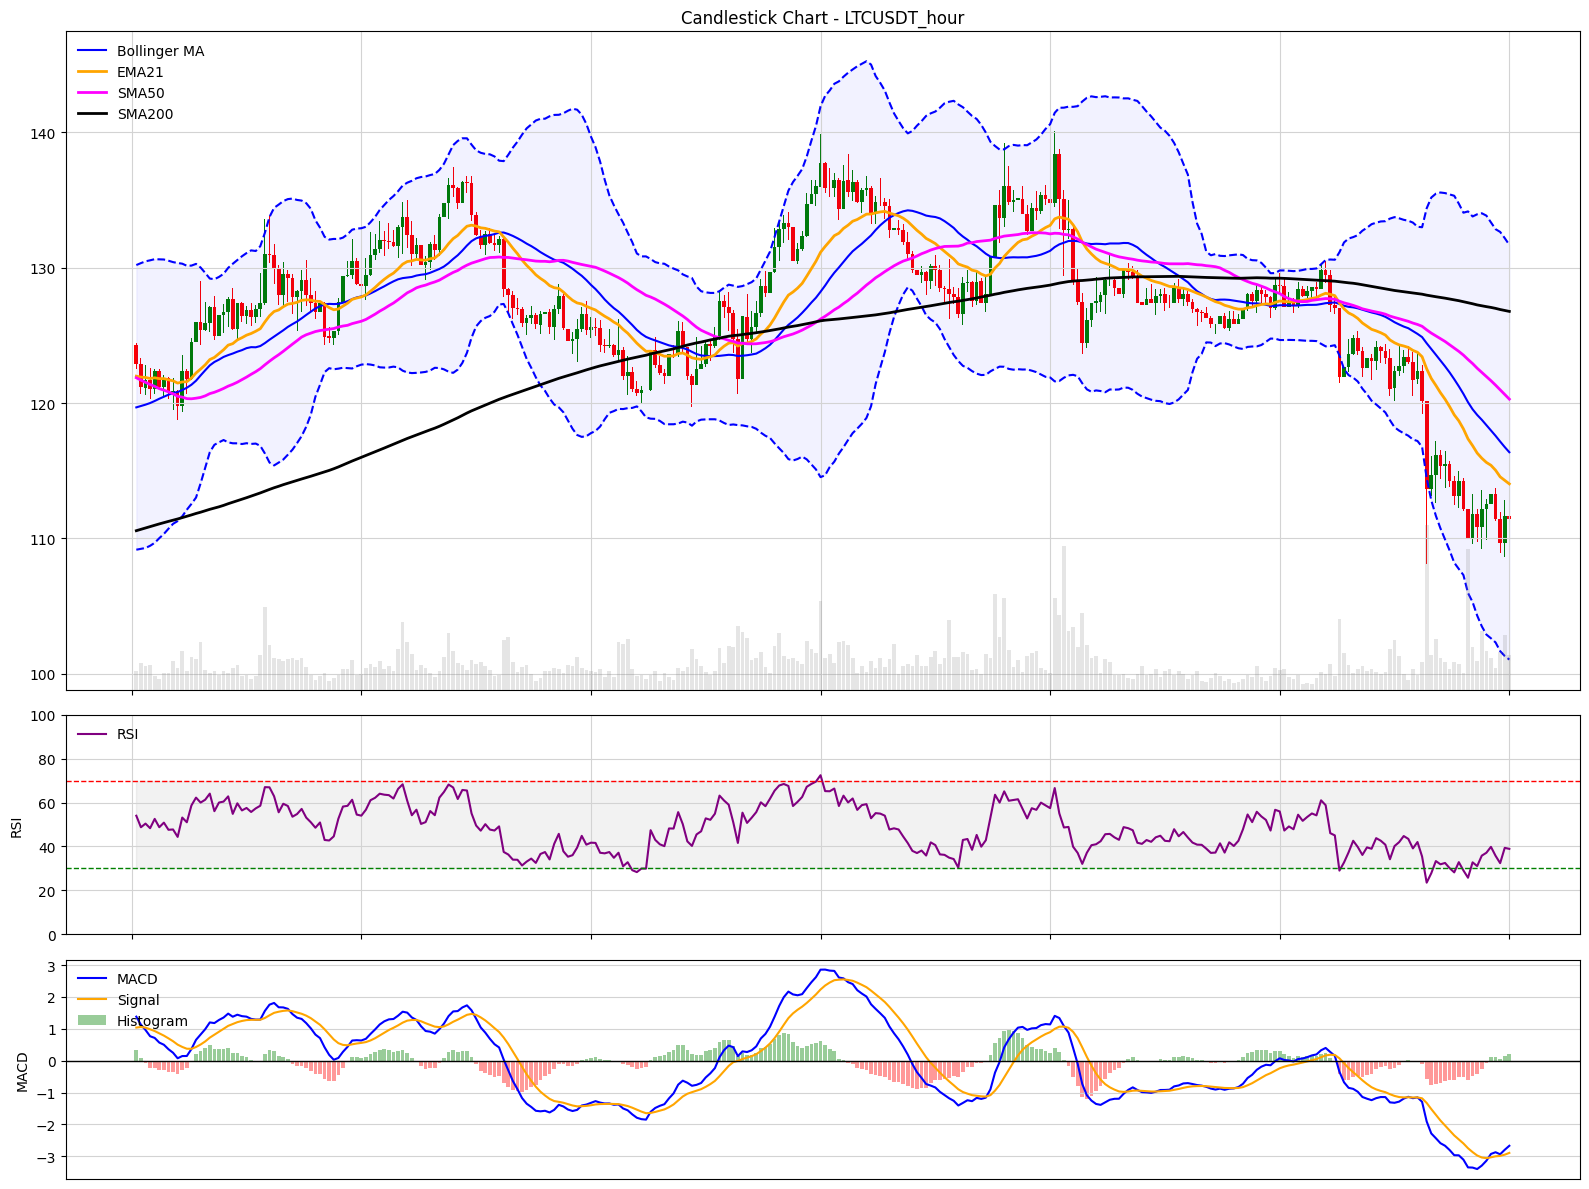 Candlestick Chart - LTCUSDT_hour
Bollinger MA
EMA21
SMA50
SMA200
140
130
120
110
100
RSI
100
80
60
40
20
0
RSI
MACD
Signal
Histogram
3
2
1
0
−1
−2
−3
MACD